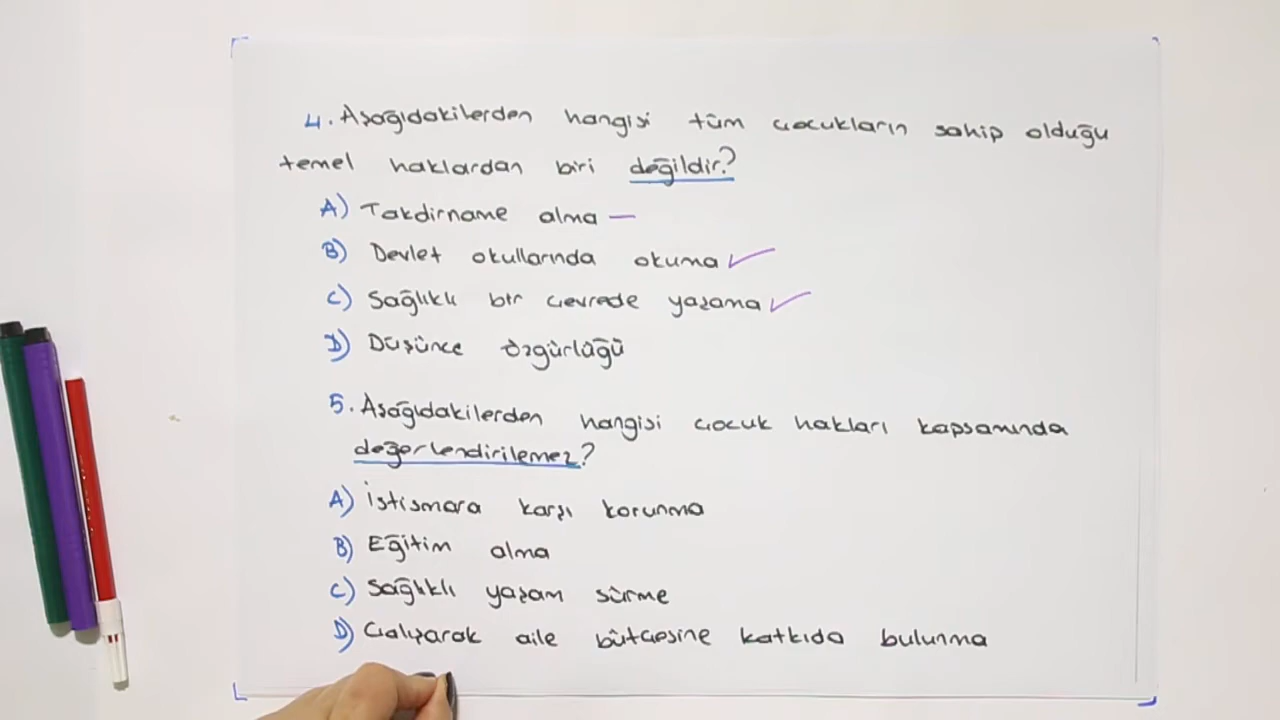 4. Aşağıdakilerden hangisi tüm çocukların sahip olduğu
temel haklardan biri değildir?
A) Takdirname alma
B) Devlet okullarında okuma
C) Sağlıklı bir çevrede yaşama
D) Düşünce özgürlüğü
5. Aşağıdakilerden hangisi çocuk hakları kapsamında
değerlendirilemez?
A) İstismara karşı korunma
B) Eğitim alma
C) Sağlıklı yaşam sürme
D) Çalışarak aile bütçesine katkıda bulunma